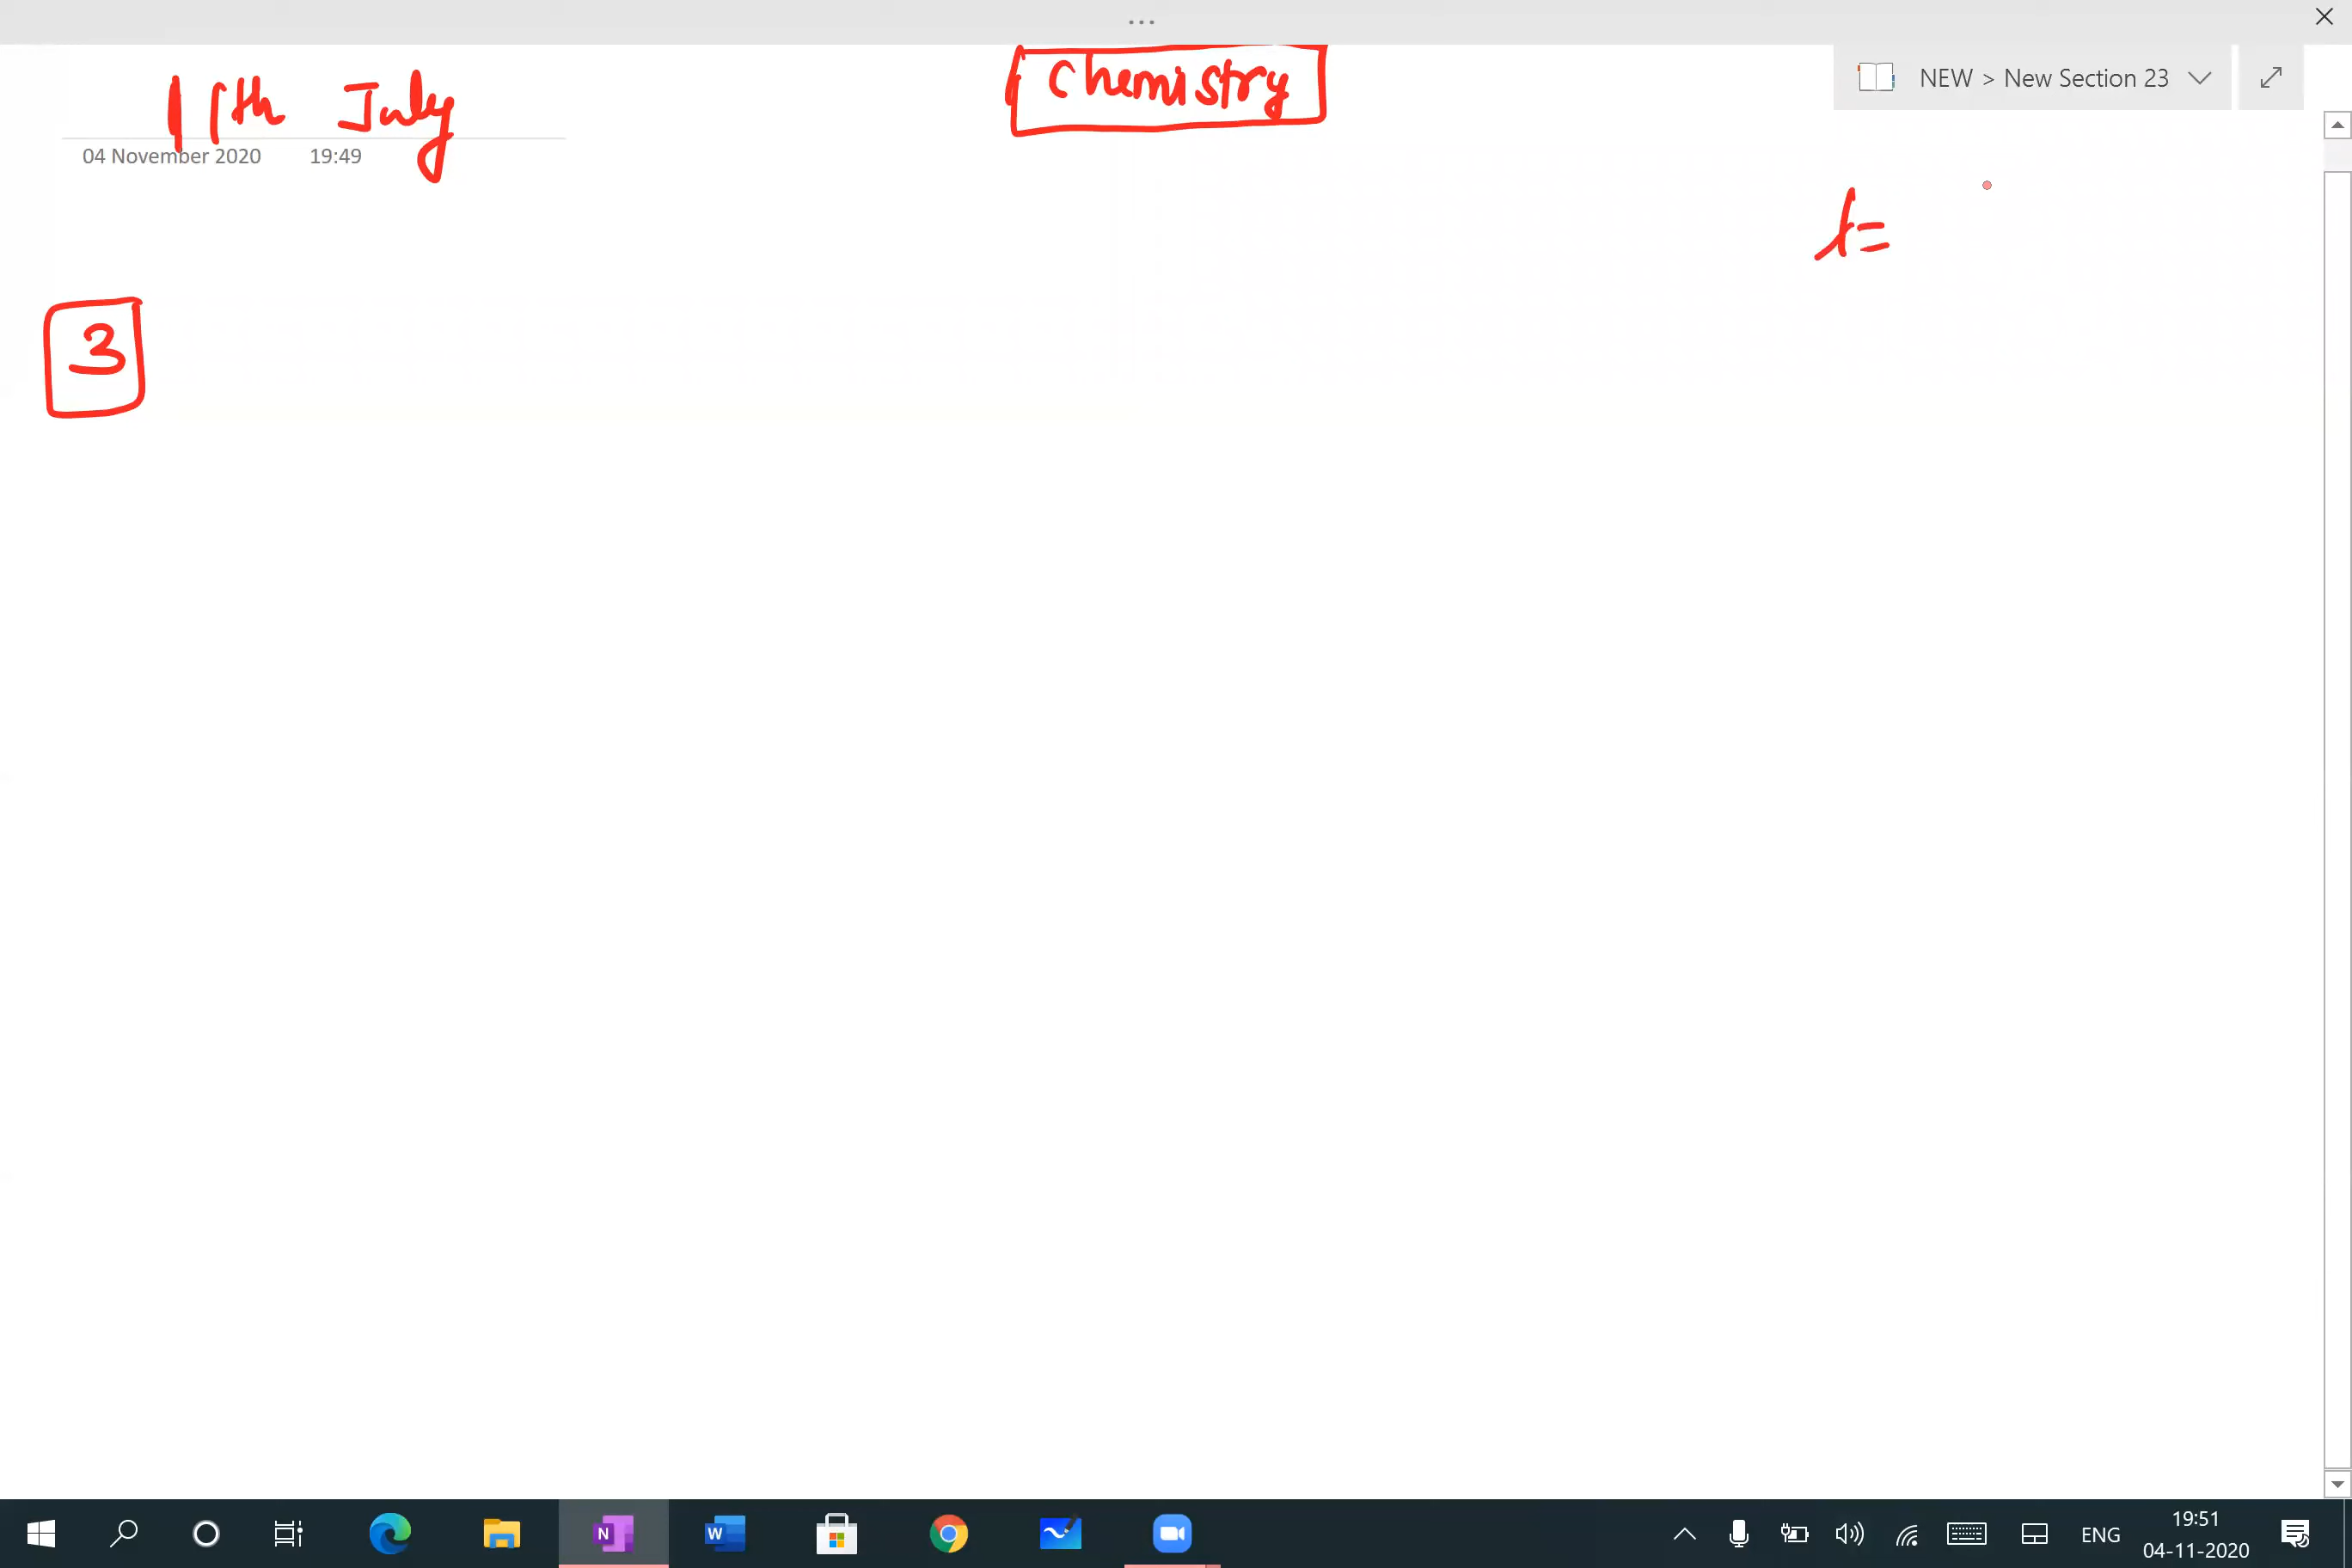 Chemistry
NEW > New Section 23
11th July
04 November 2020 19:49
t=
3
N
W
ENG
19:51
04-11-2020